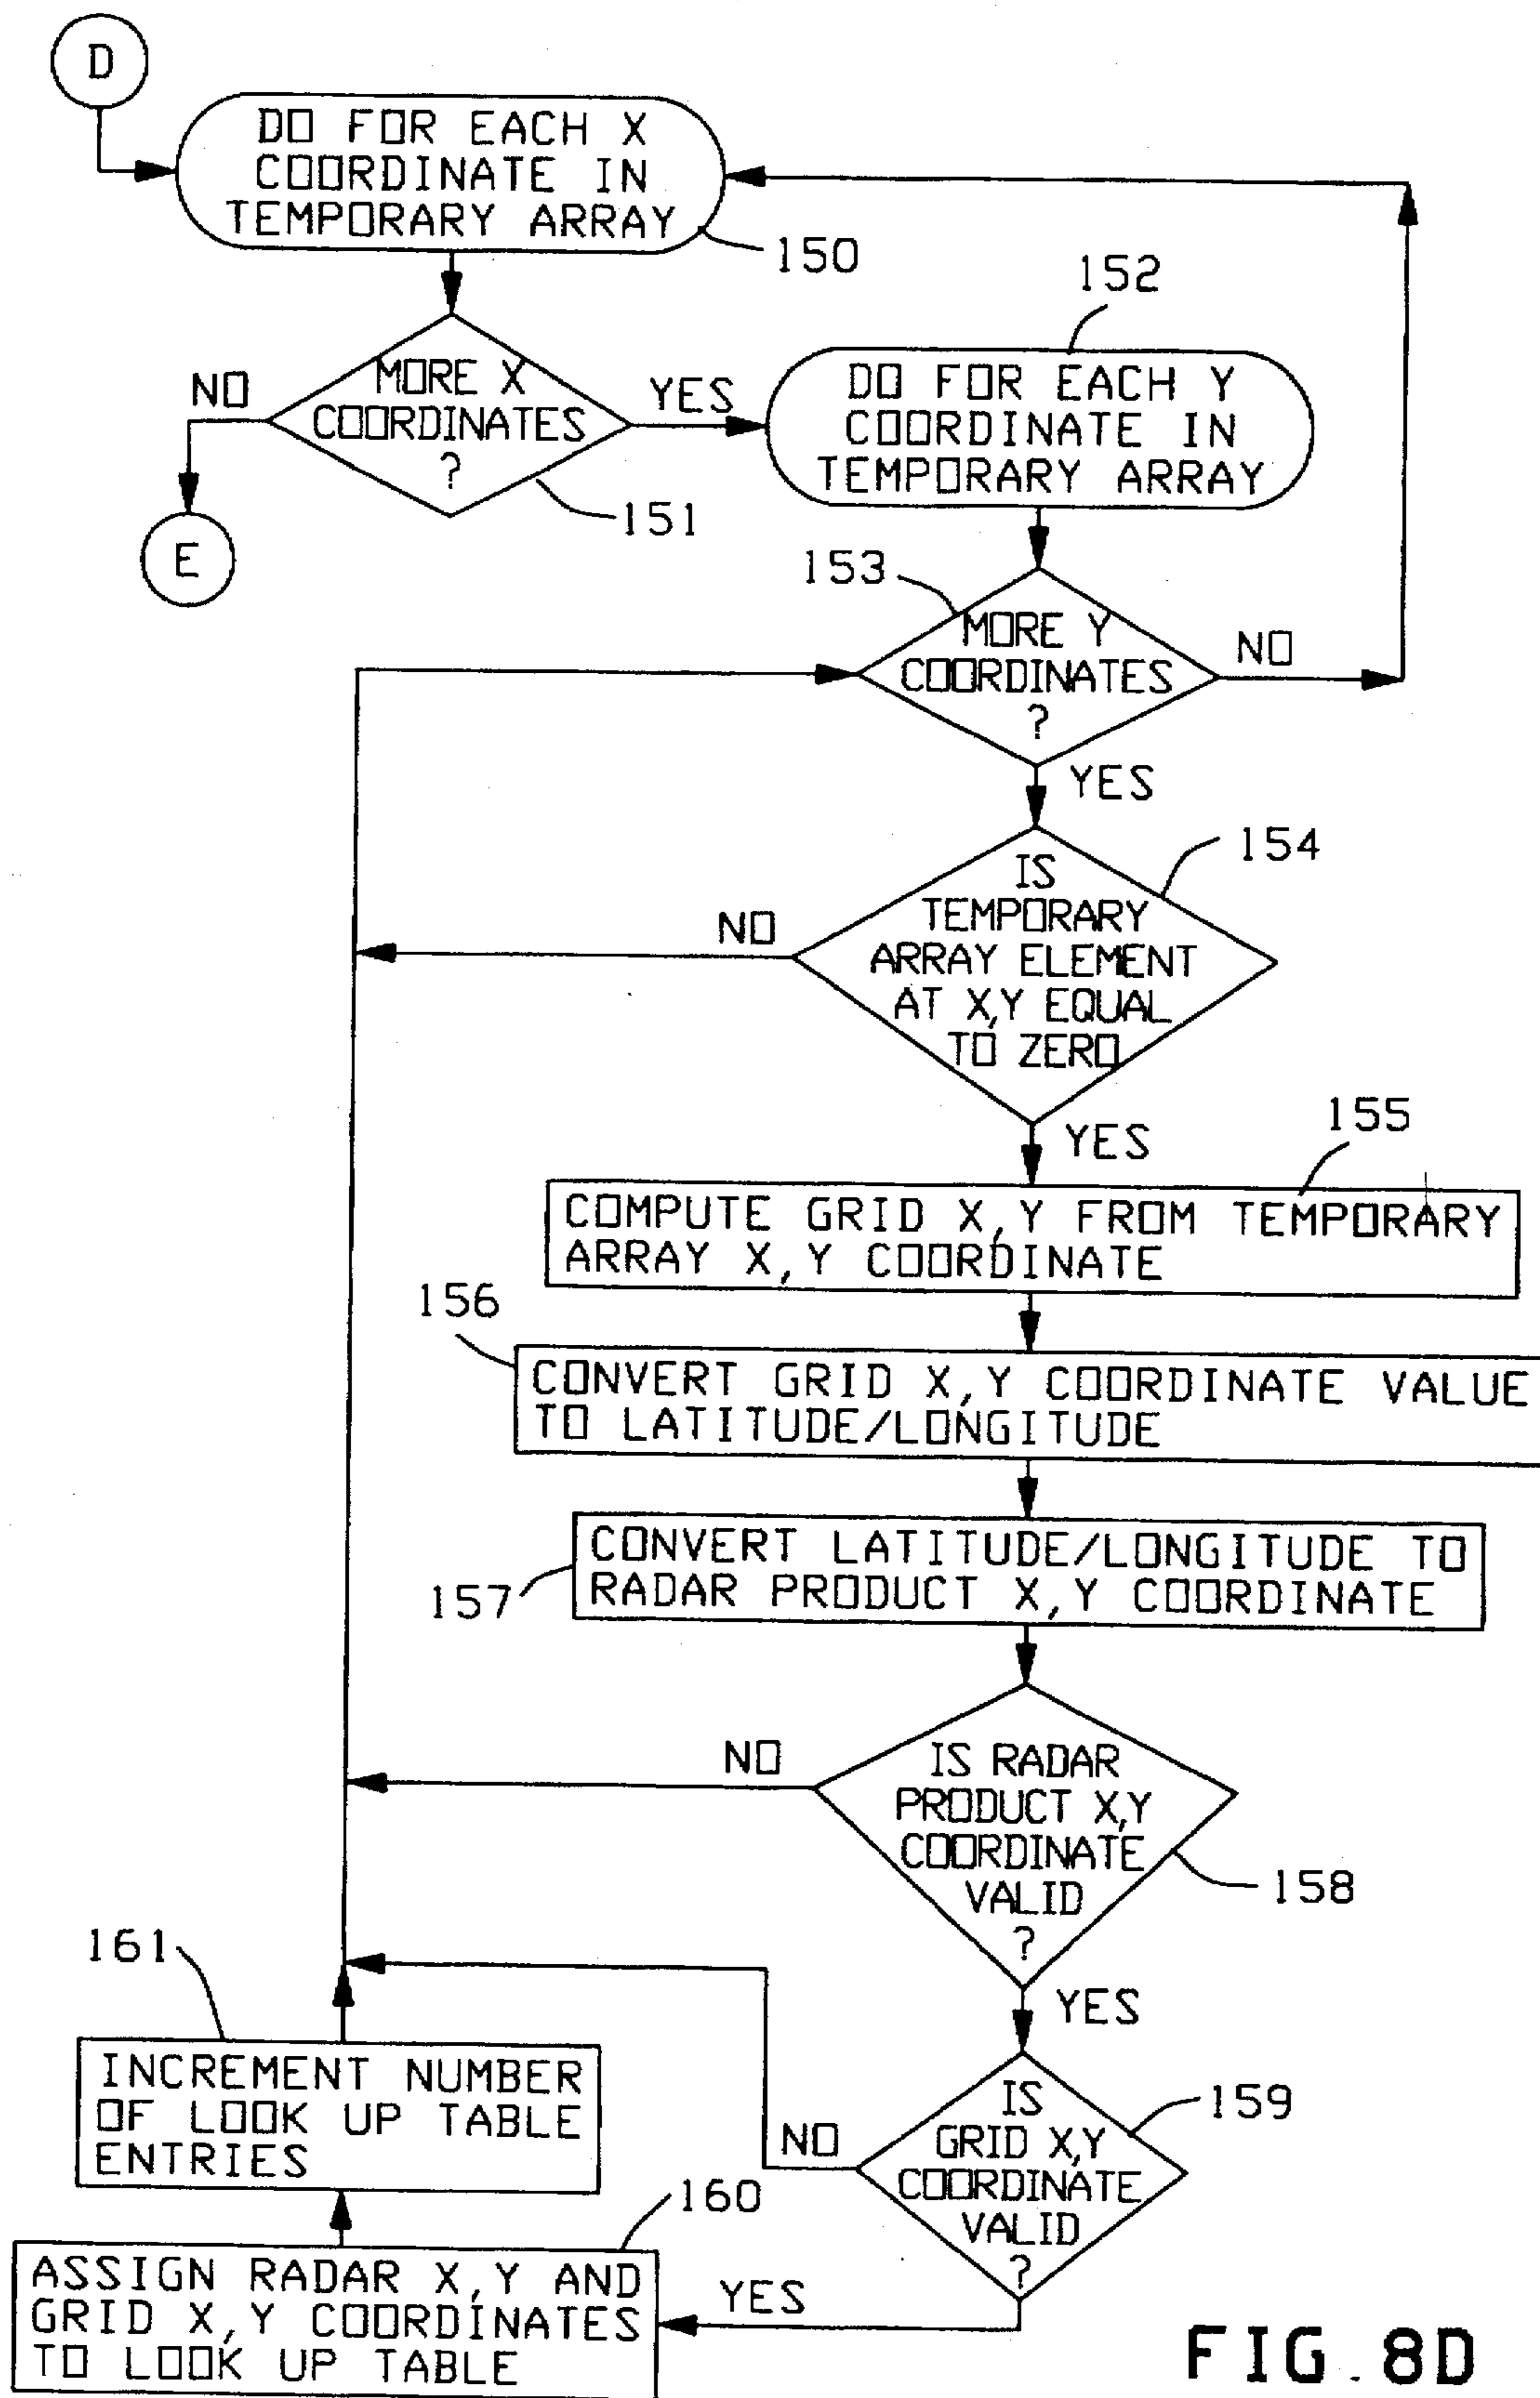 D
DO FOR EACH X
COORDINATE IN
TEMPORARY ARRAY
150
152
NO
MORE X
COORDINATES
?
YES
DO FOR EACH Y
COORDINATE IN
TEMPORARY ARRAY
151
E
153
MORE Y
COORDINATES
?
NO
YES
154
IS
TEMPORARY
ARRAY ELEMENT
AT X,Y EQUAL
TO ZERO
NO
YES
155
COMPUTE GRID X,Y FROM TEMPORARY
ARRAY X,Y COORDINATE
156
CONVERT GRID X,Y COORDINATE VALUE
TO LATITUDE/LONGITUDE
CONVERT LATITUDE/LONGITUDE TO
RADAR PRODUCT X,Y COORDINATE
157
NO
IS RADAR
PRODUCT X,Y
COORDINATE
VALID
?
158
YES
161
INCREMENT NUMBER
OF LOOK UP TABLE
ENTRIES
NO
IS
GRID X,Y
COORDINATE
VALID
?
159
160
ASSIGN RADAR X,Y AND
GRID X,Y COORDINATES
TO LOOK UP TABLE
YES
FIG. 8D